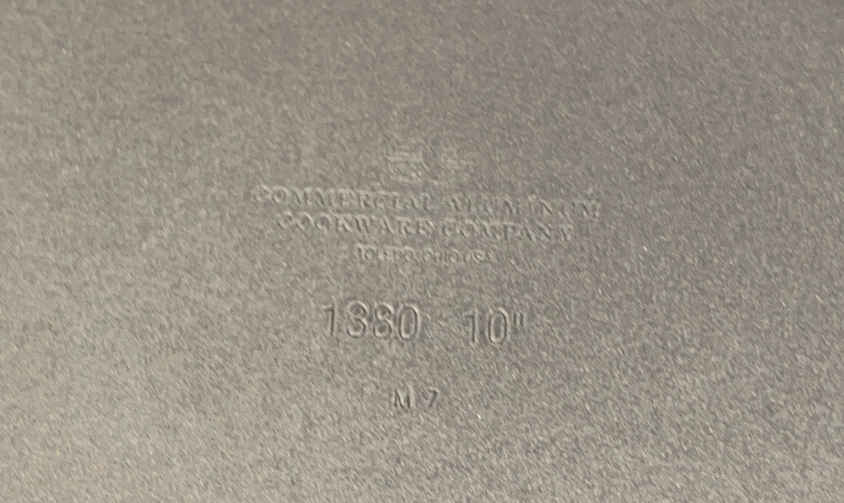 COMMERCIAL ALUMINUM
COOKWARE COMPANY
1380 10"
M 7